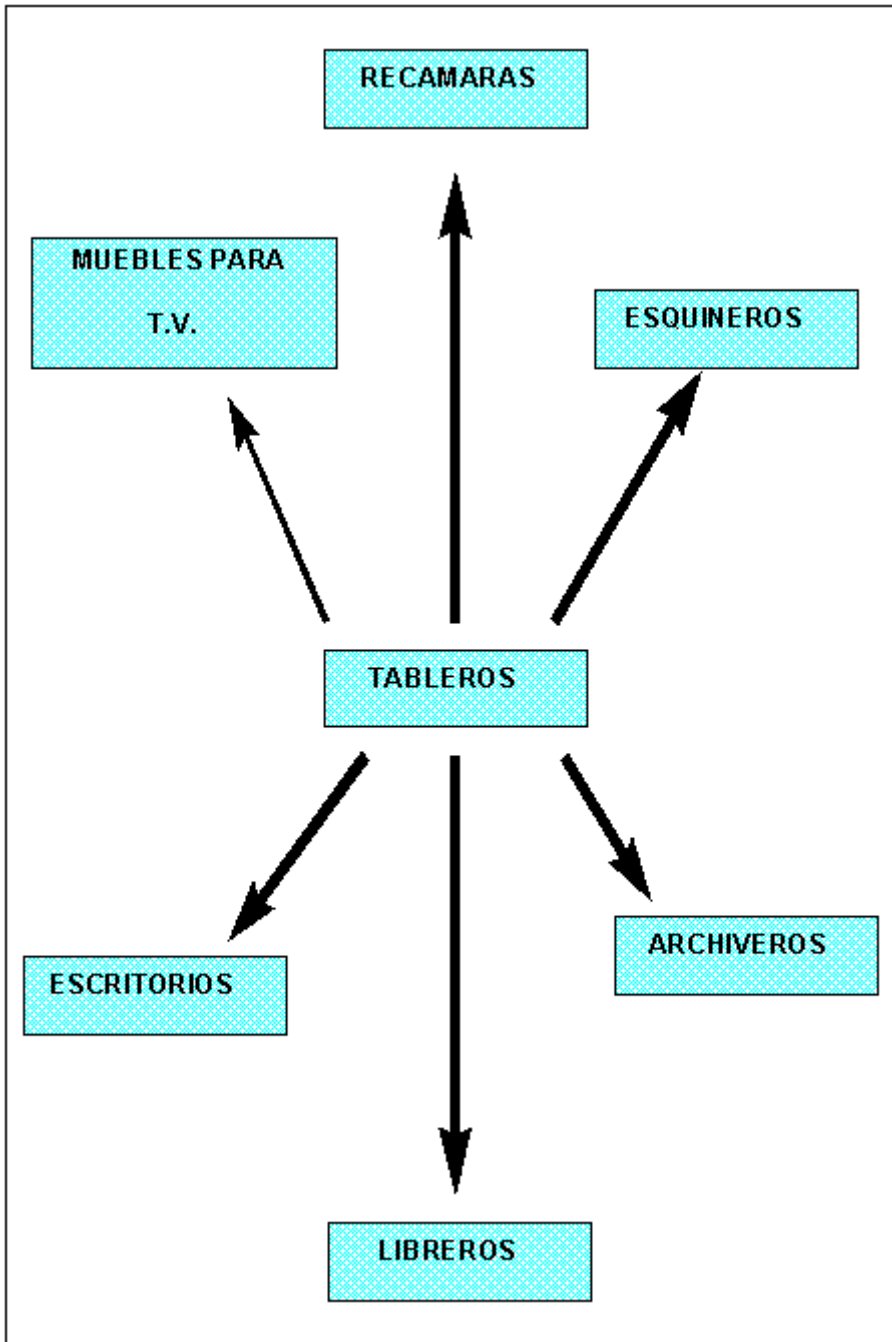 RECAMARAS
MUEBLES PARA
T.V.
ESQUINEROS
TABLEROS
ARCHIVEROS
ESCRITORIOS
LIBREROS